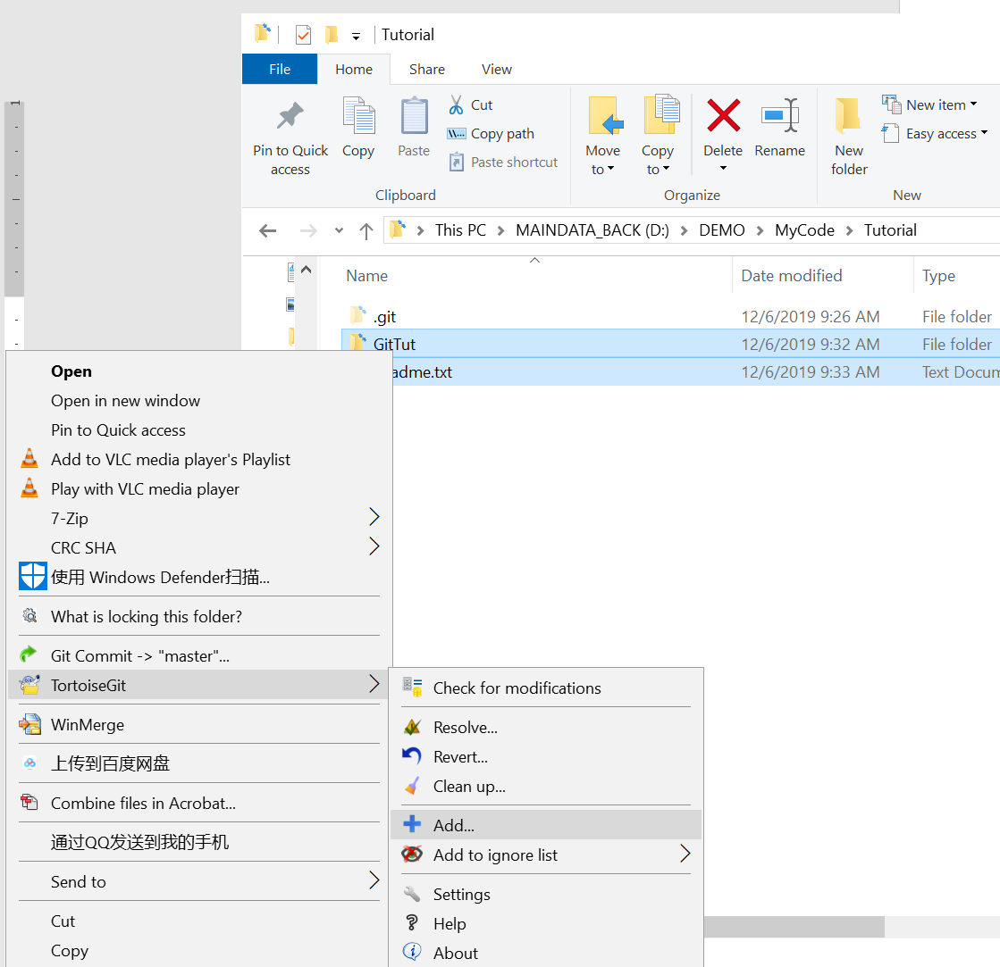 Tutorial
File Home Share View
Pin to Quick access
Copy
Paste
Cut
Copy path
Paste shortcut
Move to
Copy to
Delete
Rename
New folder
New item
Easy access
Clipboard Organize New
This PC > MAINDATA_BACK (D:) > DEMO > MyCode > Tutorial
Name Date modified Type
.git 12/6/2019 9:26 AM File folder
GitTut 12/6/2019 9:32 AM File folder
adme.txt 12/6/2019 9:33 AM Text Docum
Open
Open in new window
Pin to Quick access
Add to VLC media player's Playlist
Play with VLC media player
7-Zip
CRC SHA
使用 Windows Defender扫描...
What is locking this folder?
Git Commit -> "master"...
TortoiseGit
WinMerge
上传到百度网盘
Combine files in Acrobat...
通过QQ发送到我的手机
Send to
Cut
Copy
Check for modifications
Resolve...
Revert...
Clean up...
Add...
Add to ignore list
Settings
Help
About